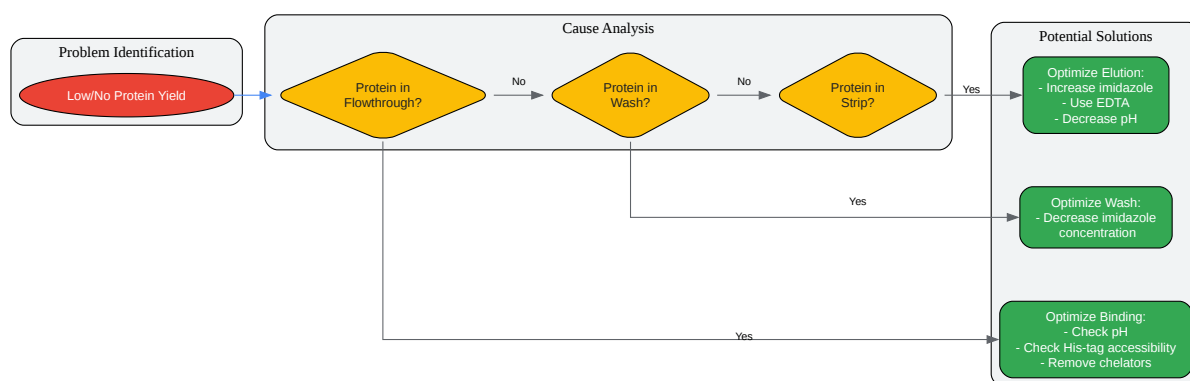 Problem Identification
Low/No Protein Yield
Cause Analysis
Protein in
Flowthrough?
No
Protein in
Wash?
No
Protein in
Strip?
Yes
Yes
Yes
Potential Solutions
Optimize Elution:
- Increase imidazole
- Use EDTA
- Decrease pH
Optimize Wash:
- Decrease imidazole
concentration
Optimize Binding:
- Check pH
- Check His-tag accessibility
- Remove chelators